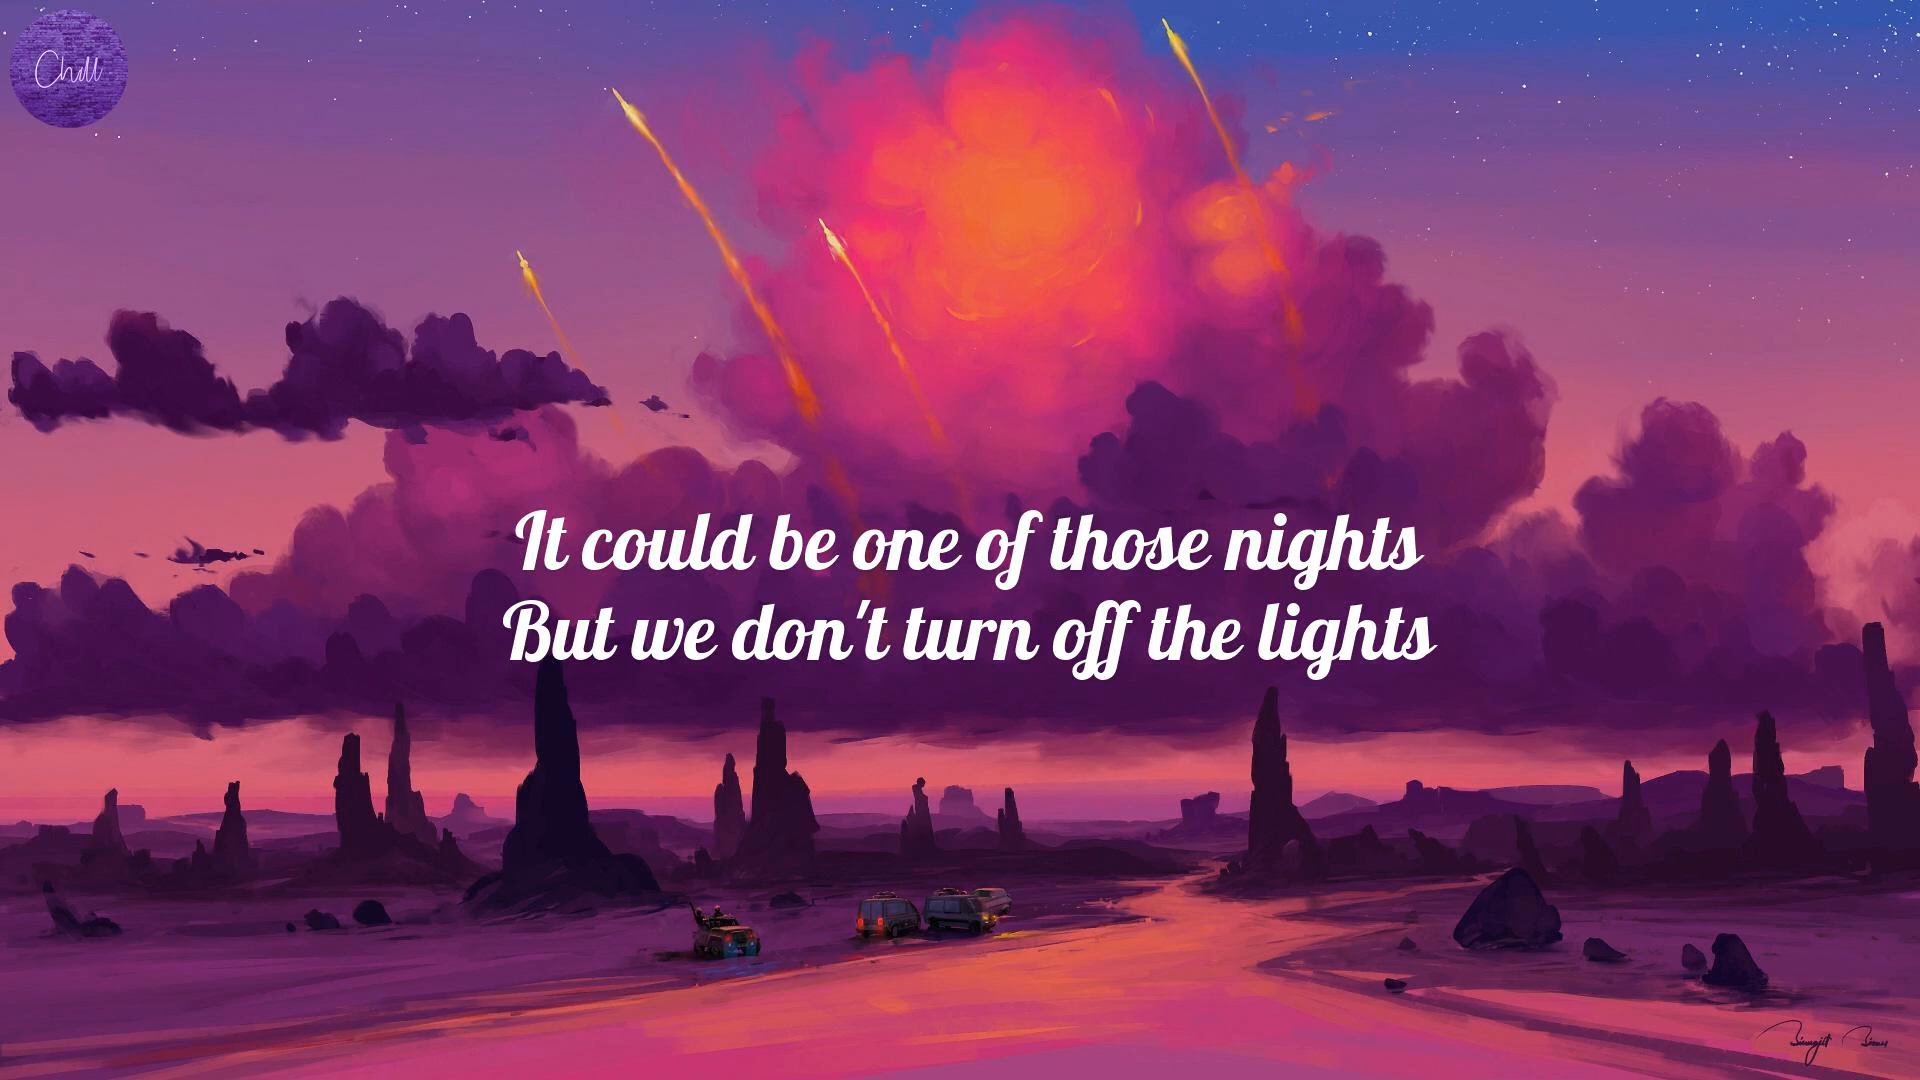 Chill
It could be one of those nights
But we don't turn off the lights